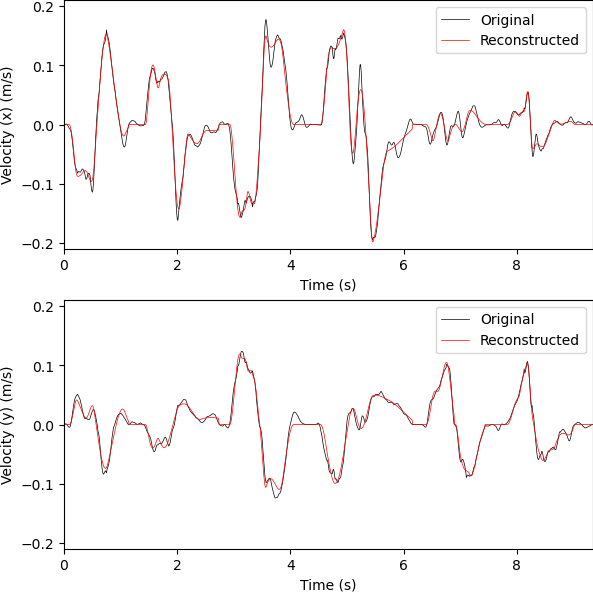 0.2
0.1
0.0
−0.1
−0.2
Velocity (x) (m/s)
Original
Reconstructed
0 2 4 6 8
Time (s)
0.2
0.1
0.0
−0.1
−0.2
Velocity (y) (m/s)
Original
Reconstructed
0 2 4 6 8
Time (s)